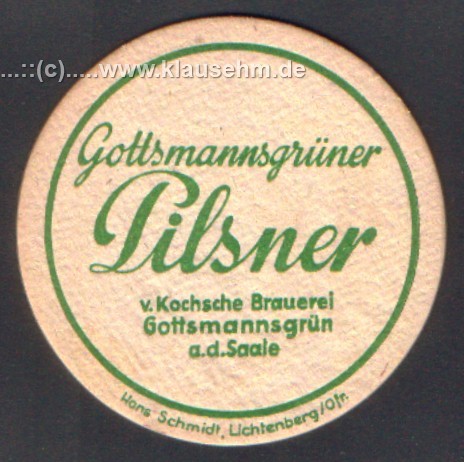 ...::(c).....www.klausehm.de
Gottsmannsgrüner
Pilsner
v. Kochsche Brauerei
Gottsmannsgrün
a.d.Saale
Hans Schmidt, Lichtenberg/Ofr.